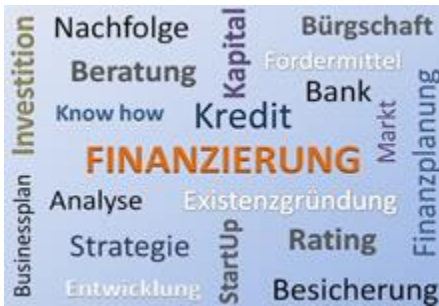 Investition
Nachfolge
Kapital
Bürgschaft
Beratung
Fördermittel
Bank
Know how
Kredit
Markt
Finanzplanung
FINANZIERUNG
Businessplan
Analyse
Existenzgründung
Strategie
StartUp
Rating
Entwicklung
Besicherung